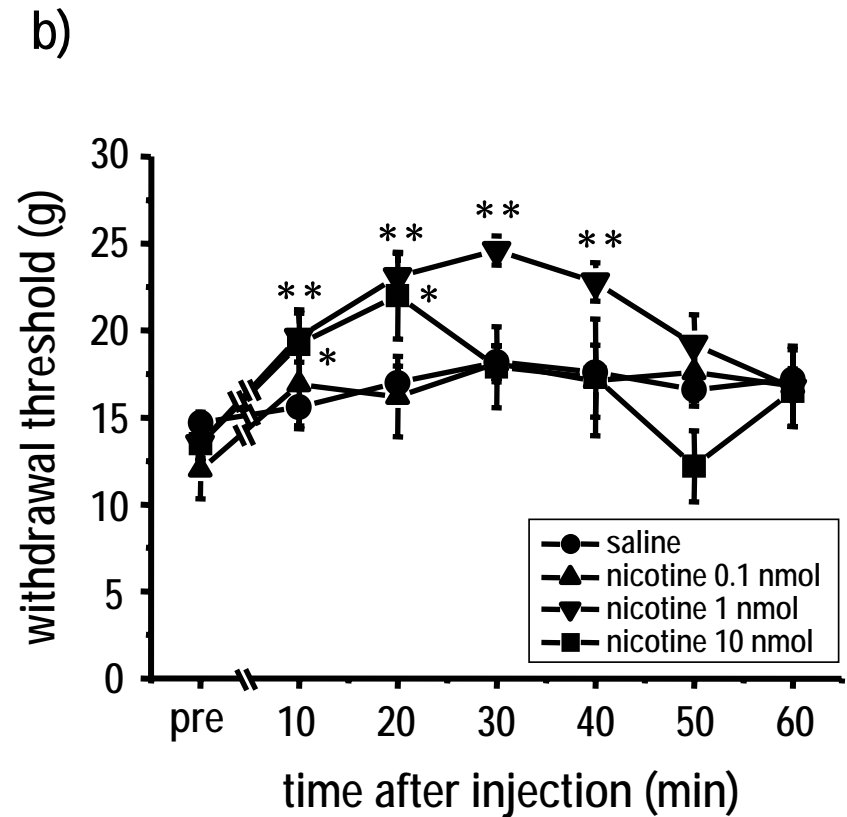 b)
withdrawal threshold (g)
30
25
20
15
10
5
0
* *
* *
* *
* *
*
*
saline
nicotine 0.1 nmol
nicotine 1 nmol
nicotine 10 nmol
pre 10 20 30 40 50 60
time after injection (min)